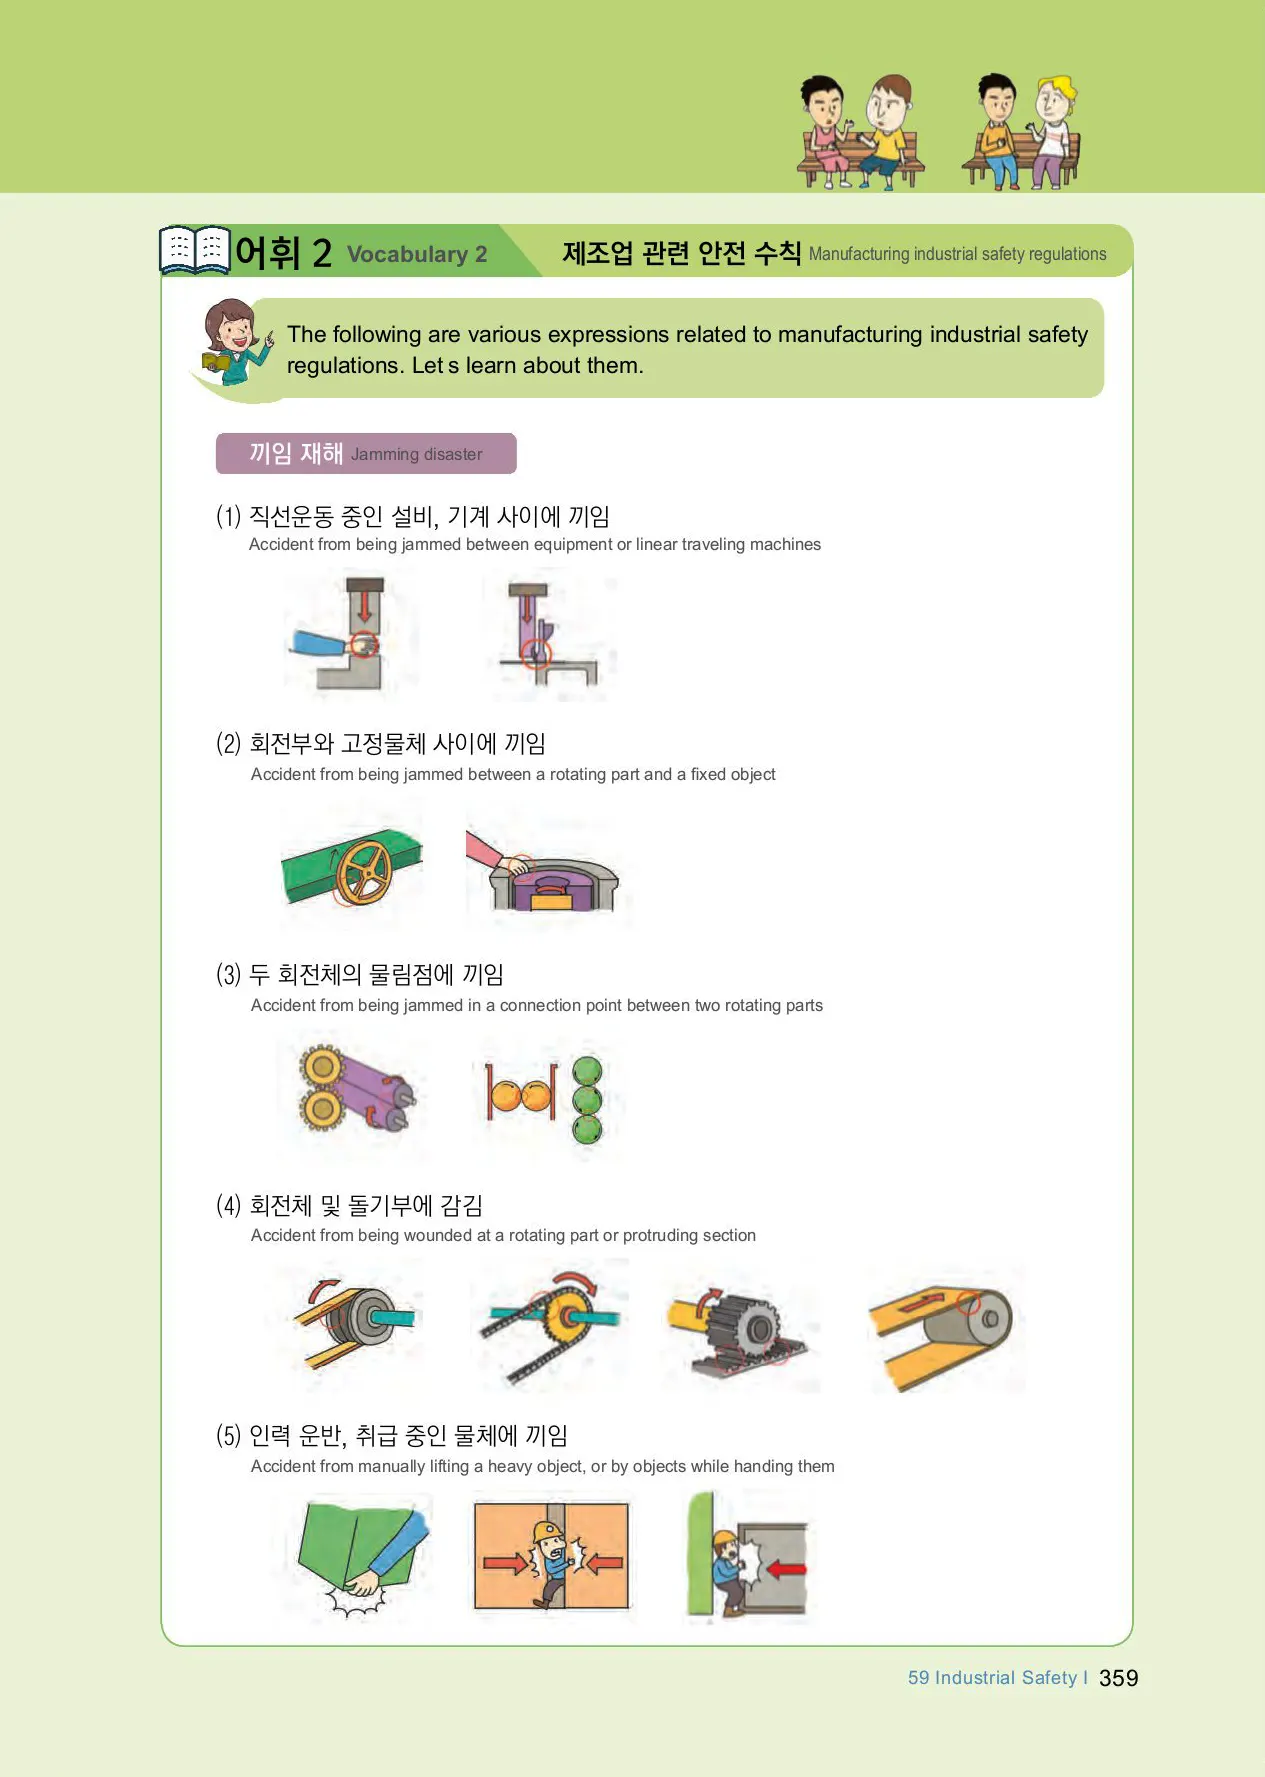 어휘 2 Vocabulary 2 제조업 관련 안전 수칙 Manufacturing industrial safety regulations
The following are various expressions related to manufacturing industrial safety
regulations. Let s learn about them.
끼임 재해 Jamming disaster
(1) 직선운동 중인 설비, 기계 사이에 끼임
Accident from being jammed between equipment or linear traveling machines
(2) 회전부와 고정물체 사이에 끼임
Accident from being jammed between a rotating part and a fixed object
(3) 두 회전체의 물림점에 끼임
Accident from being jammed in a connection point between two rotating parts
(4) 회전체 및 돌기부에 감김
Accident from being wounded at a rotating part or protruding section
(5) 인력 운반, 취급 중인 물체에 끼임
Accident from manually lifting a heavy object, or by objects while handing them
59 Industrial Safety I 359